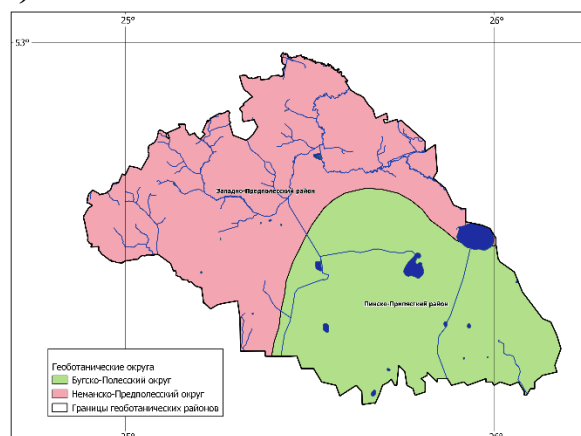 25°
26°
53°
Западно-Предполесский район
Пинско-Припятский район
Геоботанические округа
Бугско-Полесский округ
Неманско-Предполесский округ
Границы геоботанических районов